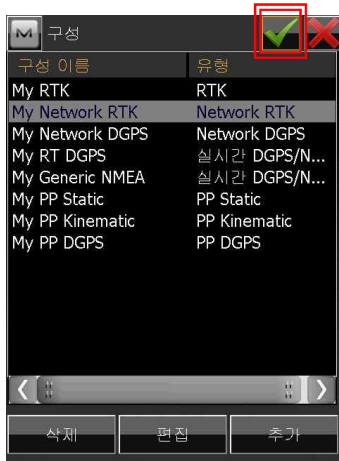 구성
구성 이름 유형
My RTK RTK
My Network RTK Network RTK
My Network DGPS Network DGPS
My RT DGPS 실시간 DGPS/N...
My Generic NMEA 실시간 DGPS/N...
My PP Static PP Static
My PP Kinematic PP Kinematic
My PP DGPS PP DGPS
삭제 편집 추가